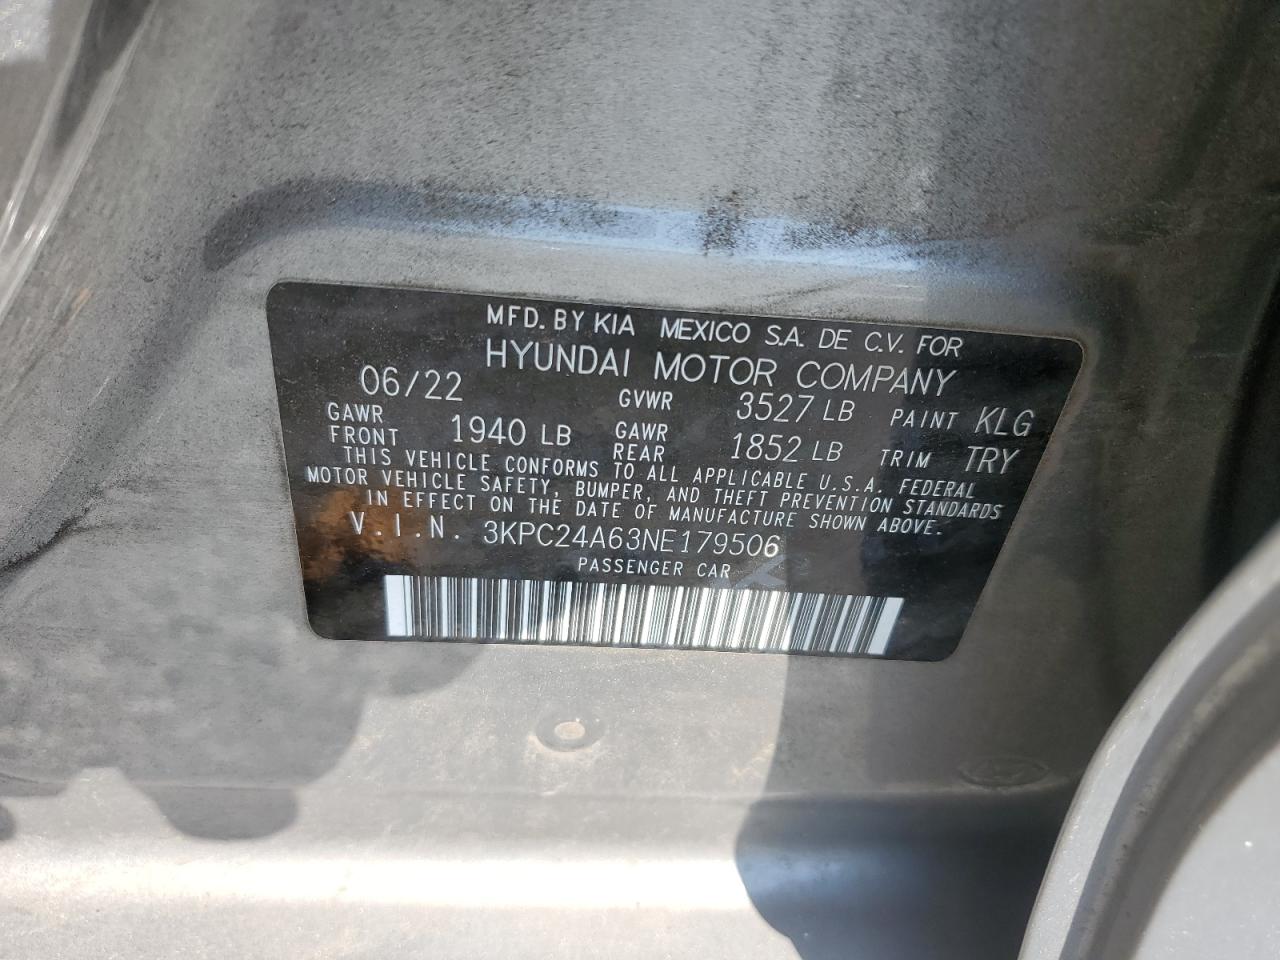 MFD. BY KIA MEXICO S.A. DE C.V. FOR
HYUNDAI MOTOR COMPANY
06/22 GVWR 3527 LB PAINT KLG
GAWR FRONT 1940 LB GAWR REAR 1852 LB TRIM TRY
THIS VEHICLE CONFORMS TO ALL APPLICABLE U.S.A. FEDERAL
MOTOR VEHICLE SAFETY, BUMPER, AND THEFT PREVENTION STANDARDS
IN EFFECT ON THE DATE OF MANUFACTURE SHOWN ABOVE.
V.I.N. 3KPC24A63NE179506
PASSENGER CAR